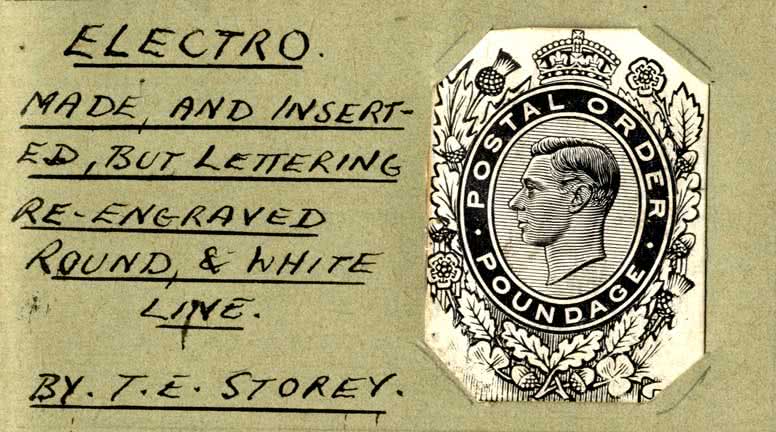 ELECTRO.
MADE, AND INSERT-
ED, BUT LETTERING
RE-ENGRAVED
ROUND, & WHITE
LINE.
BY. T. E. STOREY.
POSTAL ORDER
· POUNDAGE ·